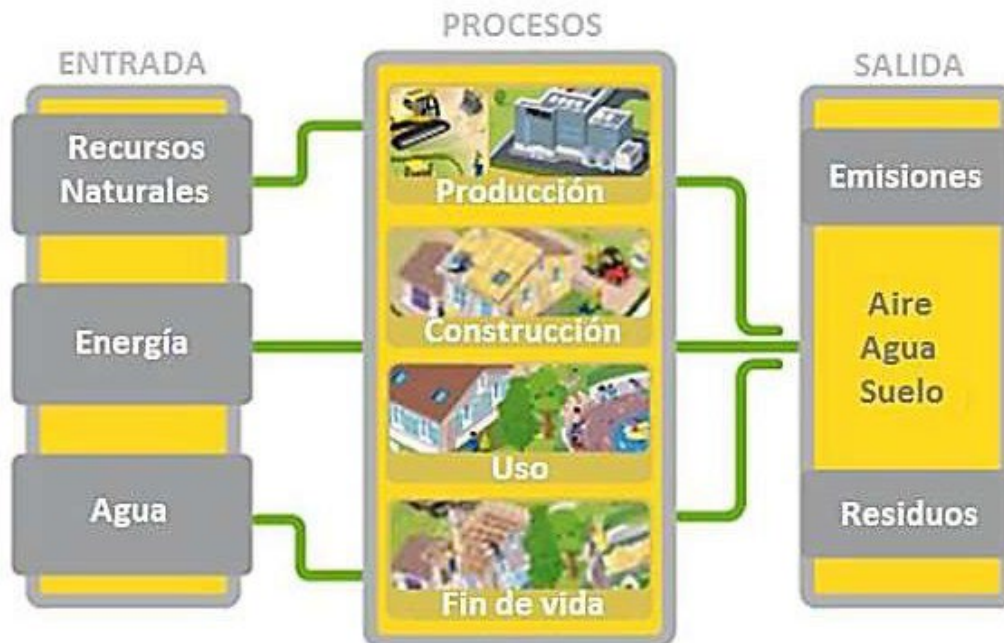 ENTRADA
Recursos
Naturales
Energía
Agua
PROCESOS
Producción
Construcción
Uso
Fin de vida
SALIDA
Emisiones
Aire
Agua
Suelo
Residuos